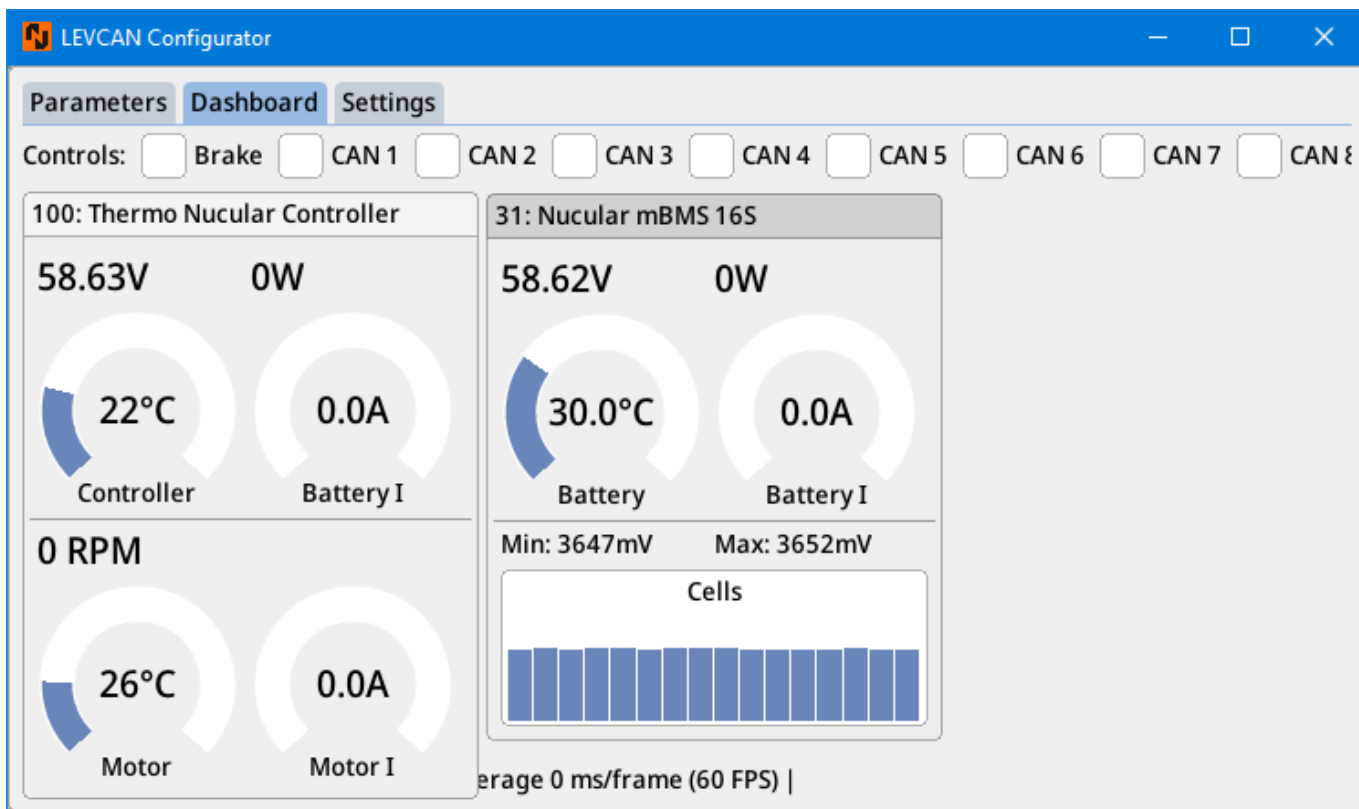 LEVCAN Configurator
Parameters Dashboard Settings
Controls: Brake CAN 1 CAN 2 CAN 3 CAN 4 CAN 5 CAN 6 CAN 7 CAN 8
100: Thermo Nucular Controller
58.63V 0W
22°C 0.0A
Controller Battery I
0 RPM
26°C 0.0A
Motor Motor I
31: Nucular mBMS 16S
58.62V 0W
30.0°C 0.0A
Battery Battery I
Min: 3647mV Max: 3652mV
Cells
erage 0 ms/frame (60 FPS) |